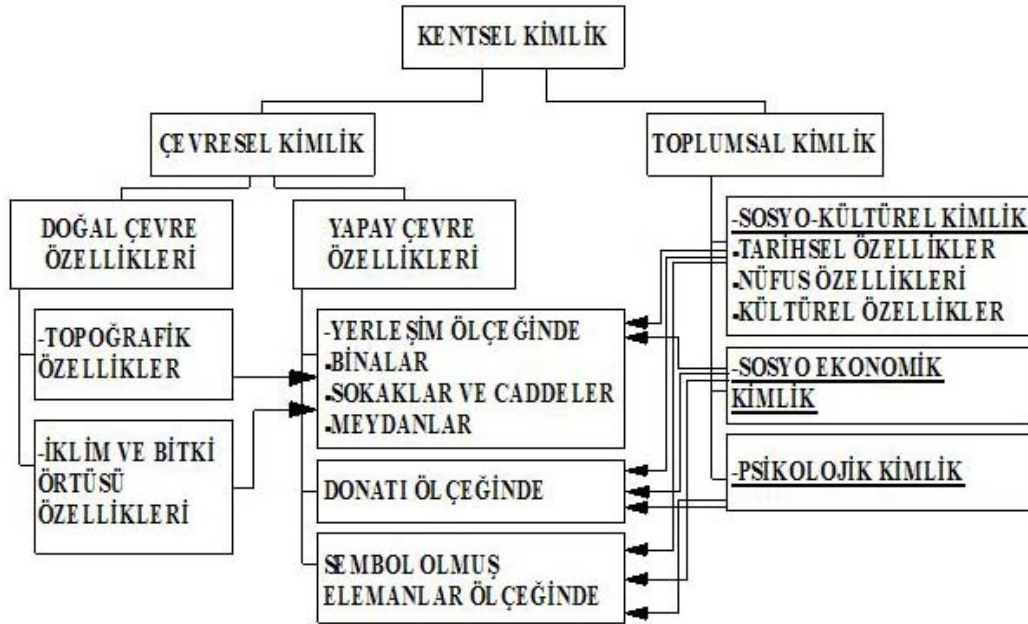 KENTSEL KİMLİK
ÇEVRESEL KİMLİK
TOPLUMSAL KİMLİK
DOĞAL ÇEVRE
ÖZELLİKLERİ
YAPAY ÇEVRE
ÖZELLİKLERİ
-SOSYO-KÜLTÜREL KİMLİK
▪TARİHSEL ÖZELLİKLER
▪NÜFUS ÖZELLİKLERİ
▪KÜLTÜREL ÖZELLİKLER
-TOPOĞRAFİK
ÖZELLİKLER
-YERLEŞİM ÖLÇEĞİNDE
▪BİNALAR
▪SOKAKLAR VE CADDELER
▪MEYDANLAR
-SOSYO EKONOMİK
KİMLİK
-İKLİM VE BİTKİ
ÖRTÜSÜ
ÖZELLİKLERİ
DONATI ÖLÇEĞİNDE
-PSİKOLOJİK KİMLİK
SEMBOL OLMUŞ
ELEMANLAR ÖLÇEĞİNDE